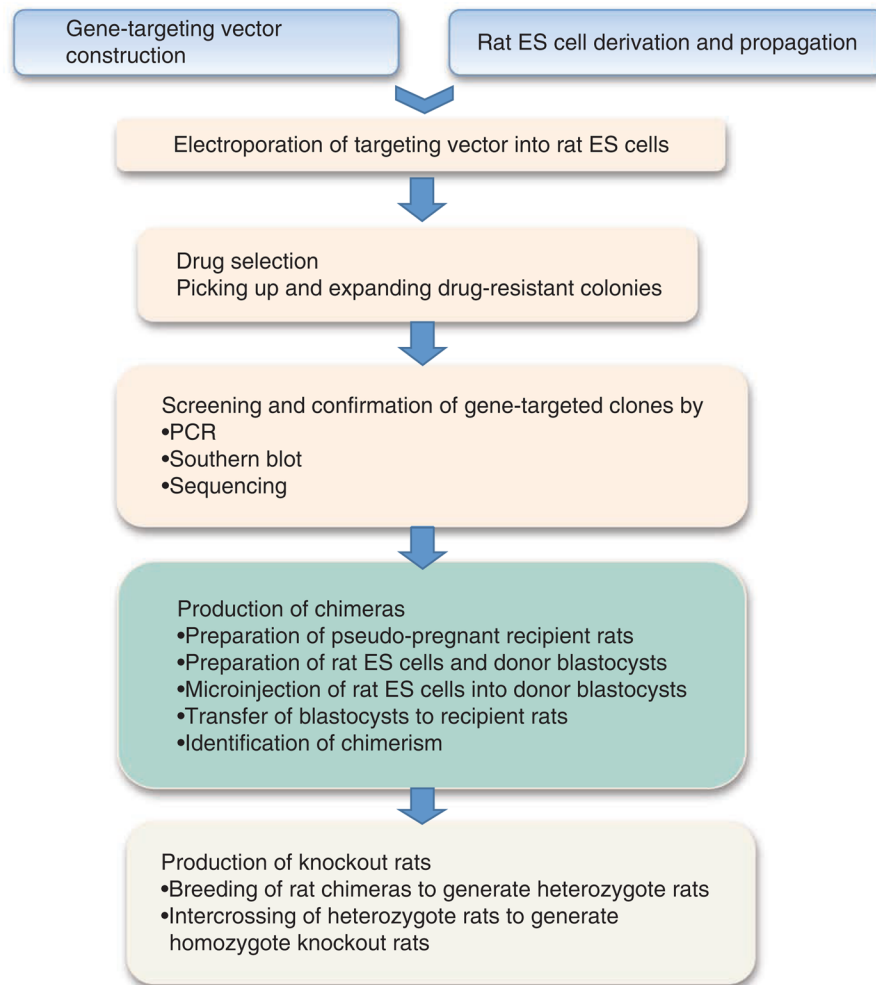 Gene-targeting vector
construction
Rat ES cell derivation and propagation
Electroporation of targeting vector into rat ES cells
Drug selection
Picking up and expanding drug-resistant colonies
Screening and confirmation of gene-targeted clones by
•PCR
•Southern blot
•Sequencing
Production of chimeras
•Preparation of pseudo-pregnant recipient rats
•Preparation of rat ES cells and donor blastocysts
•Microinjection of rat ES cells into donor blastocysts
•Transfer of blastocysts to recipient rats
•Identification of chimerism
Production of knockout rats
•Breeding of rat chimeras to generate heterozygote rats
•Intercrossing of heterozygote rats to generate
homozygote knockout rats